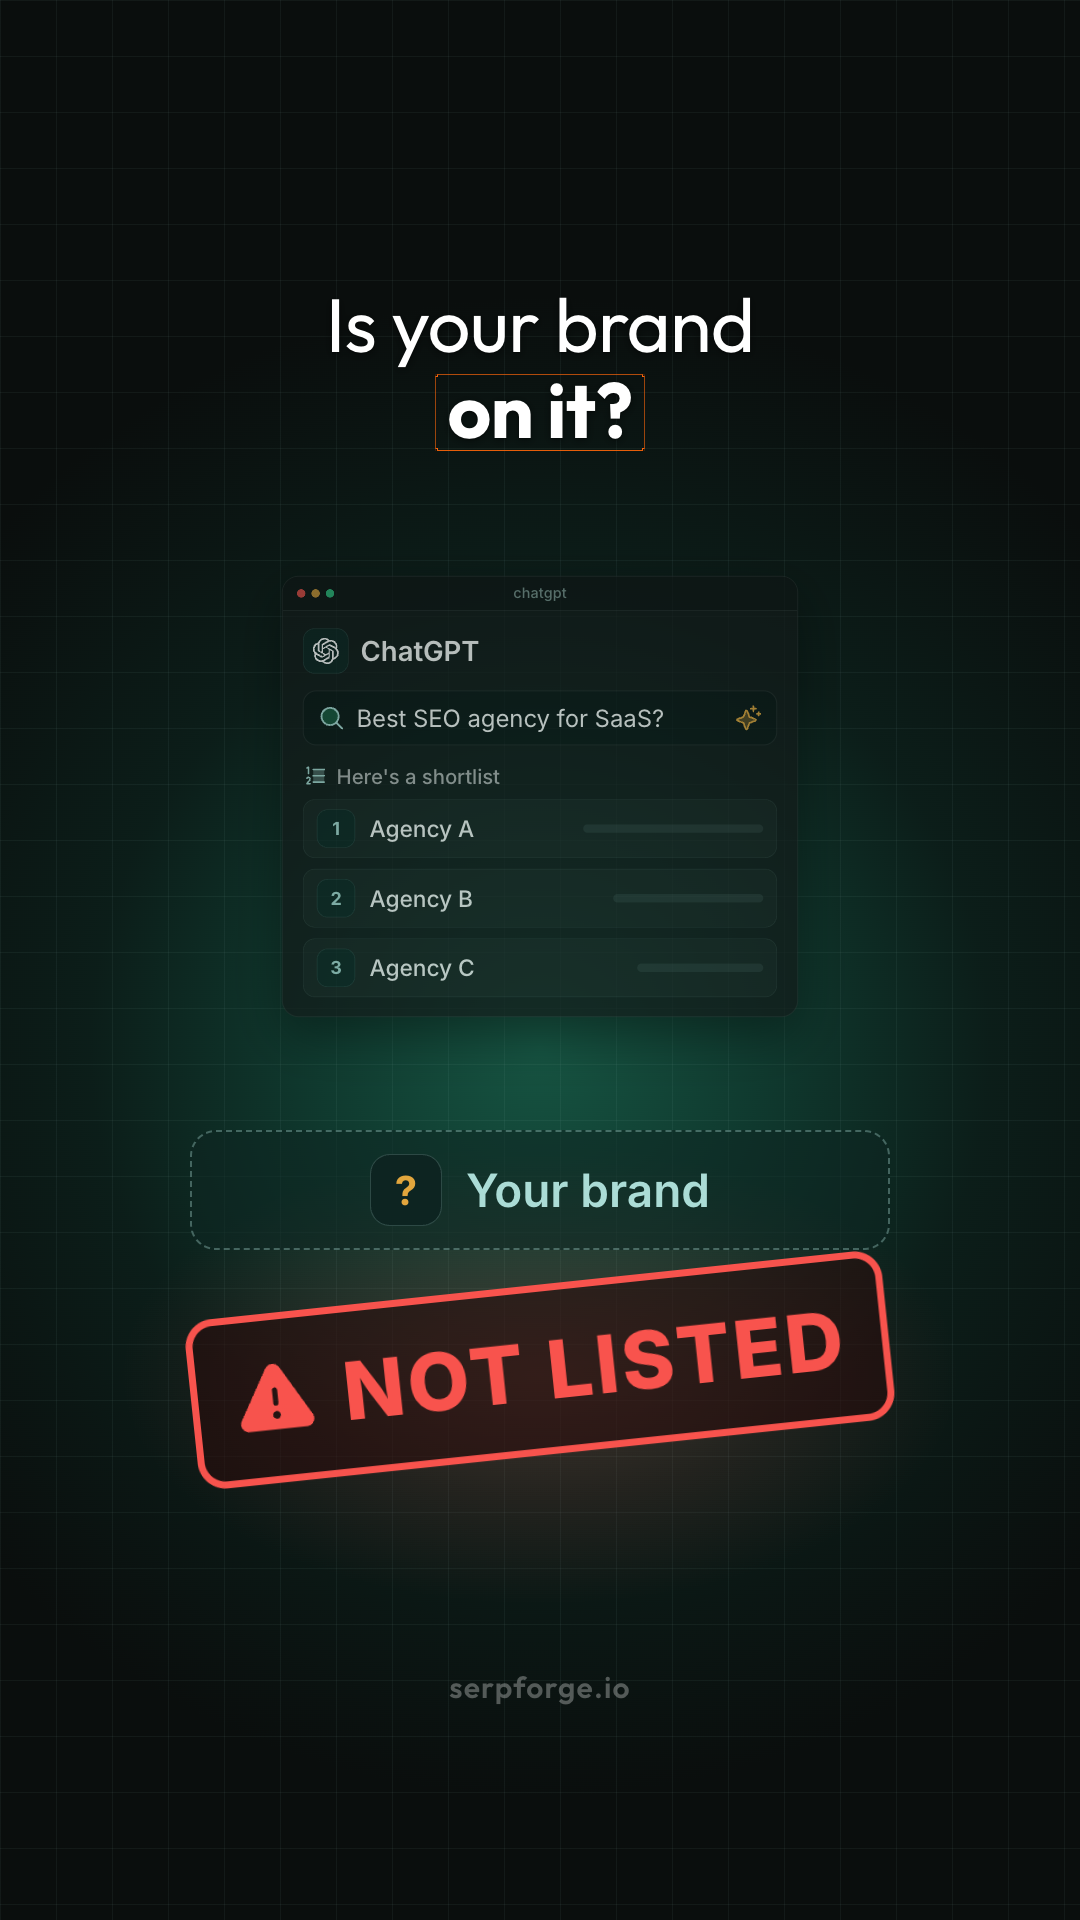 Is your brand
on it?
chatgpt
ChatGPT
Best SEO agency for SaaS?
Here's a shortlist
1 Agency A
2 Agency B
3 Agency C
? Your brand
NOT LISTED
serpforge.io